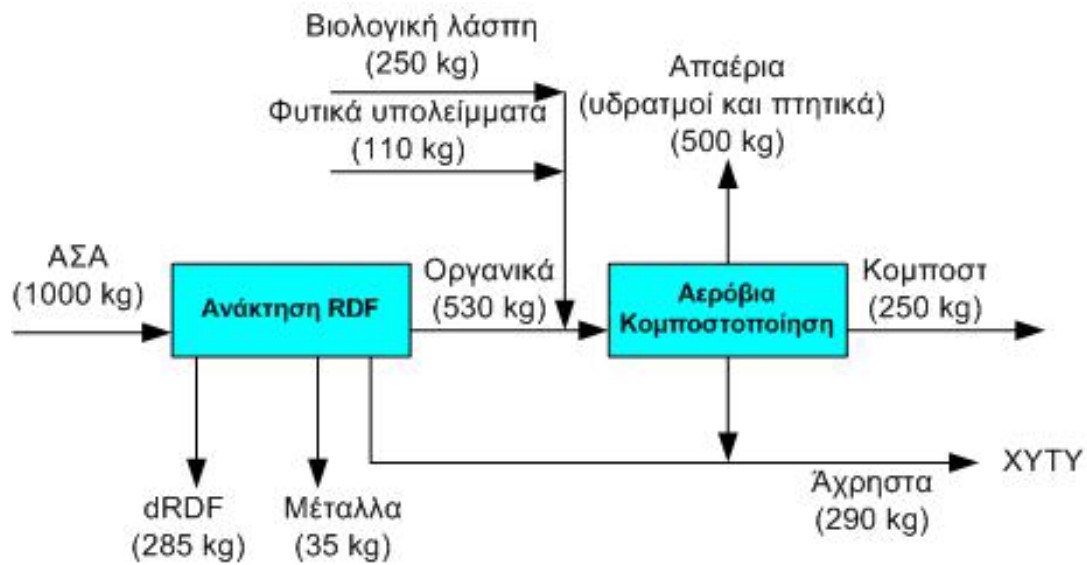 Βιολογική λάσπη
(250 kg)
Φυτικά υπολείμματα
(110 kg)
Απαέρια
(υδρατμοί και πτητικά)
(500 kg)
ΑΣΑ
(1000 kg)
Ανάκτηση RDF
Οργανικά
(530 kg)
Αερόβια
Κομποστοποίηση
Κομποστ
(250 kg)
dRDF
(285 kg)
Μέταλλα
(35 kg)
Άχρηστα
(290 kg)
ΧΥΤΥ